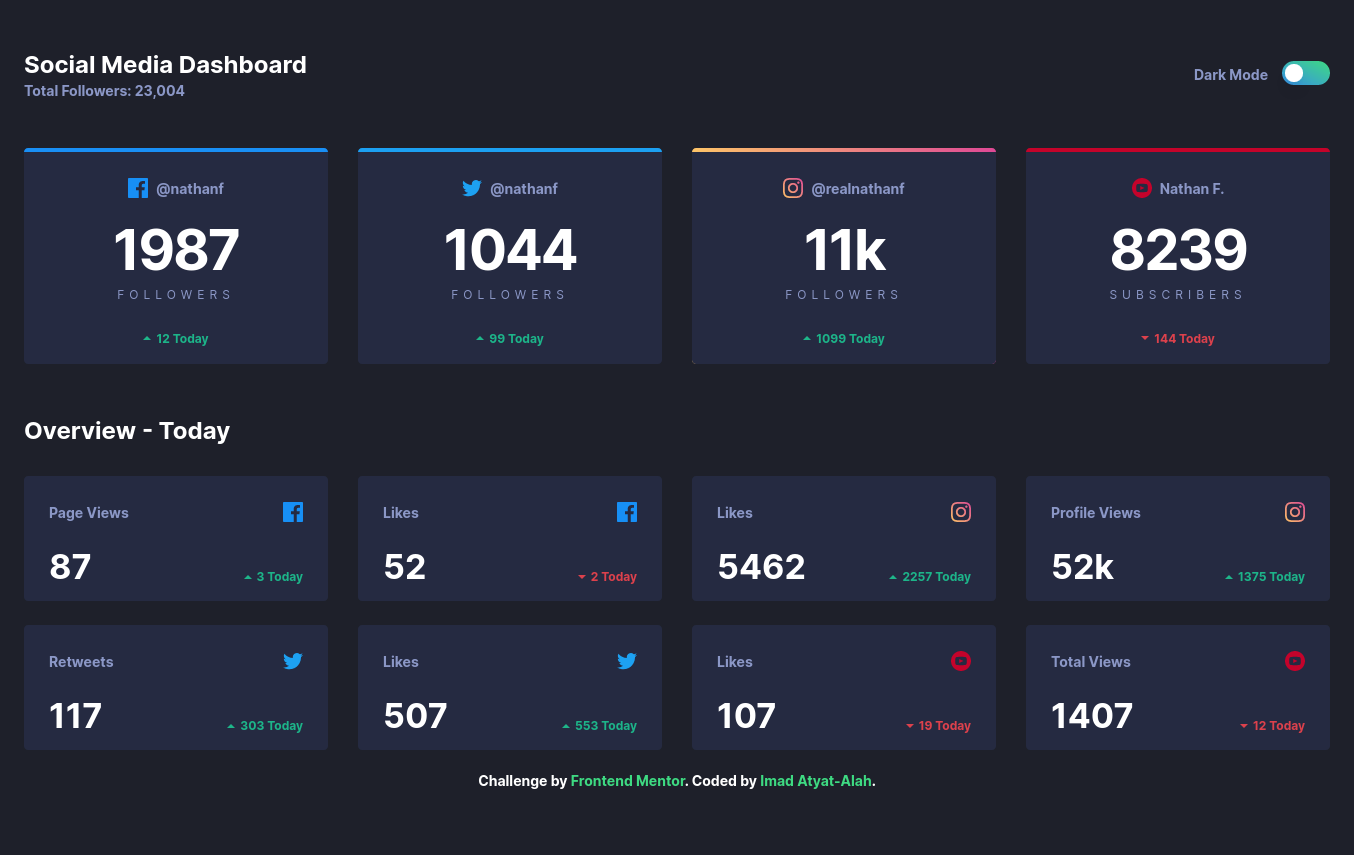 Social Media Dashboard
Total Followers: 23,004
Dark Mode
@nathanf
1987
FOLLOWERS
12 Today
@nathanf
1044
FOLLOWERS
99 Today
@realnathanf
11k
FOLLOWERS
1099 Today
Nathan F.
8239
SUBSCRIBERS
144 Today
Overview - Today
Page Views
87
3 Today
Likes
52
2 Today
Likes
5462
2257 Today
Profile Views
52k
1375 Today
Retweets
117
303 Today
Likes
507
553 Today
Likes
107
19 Today
Total Views
1407
12 Today
Challenge by Frontend Mentor. Coded by Imad Atyat-Alah.